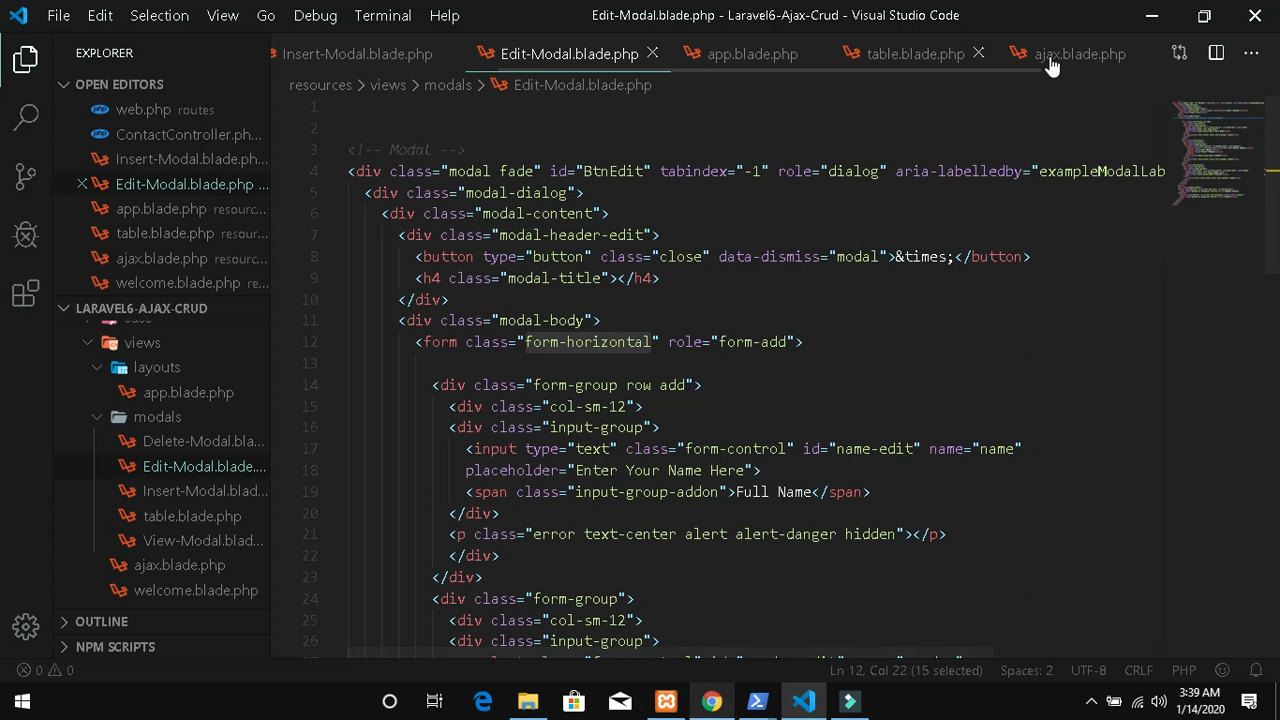 File Edit Selection View Go Debug Terminal Help Edit-Modal.blade.php - Laravel6-Ajax-Crud - Visual Studio Code
EXPLORER
Insert-Modal.blade.php Edit-Modal.blade.php app.blade.php table.blade.php ajax.blade.php
resources > views > modals > Edit-Modal.blade.php
OPEN EDITORS
web.php routes
ContactController.ph...
Insert-Modal.blade.php
Edit-Modal.blade.php ...
app.blade.php resourc...
table.blade.php resour...
ajax.blade.php resourc...
welcome.blade.php re...
LARAVEL6-AJAX-CRUD
views
layouts
app.blade.php
modals
Delete-Modal.bla...
Edit-Modal.blade....
Insert-Modal.blad...
table.blade.php
View-Modal.blad...
ajax.blade.php
welcome.blade.php
OUTLINE
NPM SCRIPTS
1
2
3 <!-- Modal -->
4 <div class="modal fade" id="BtnEdit" tabindex="-1" role="dialog" aria-labelledby="exampleModalLab
5 <div class="modal-dialog">
6 <div class="modal-content">
7 <div class="modal-header-edit">
8 <button type="button" class="close" data-dismiss="modal">&times;</button>
9 <h4 class="modal-title"></h4>
10 </div>
11 <div class="modal-body">
12 <form class="form-horizontal" role="form-add">
13
14 <div class="form-group row add">
15 <div class="col-sm-12">
16 <div class="input-group">
17 <input type="text" class="form-control" id="name-edit" name="name"
18 placeholder="Enter Your Name Here">
19 <span class="input-group-addon">Full Name</span>
20 </div>
21 <p class="error text-center alert alert-danger hidden"></p>
22 </div>
23 </div>
24 <div class="form-group">
25 <div class="col-sm-12">
26 <div class="input-group">
0 0 Ln 12, Col 22 (15 selected) Spaces: 2 UTF-8 CRLF PHP
3:39 AM
1/14/2020